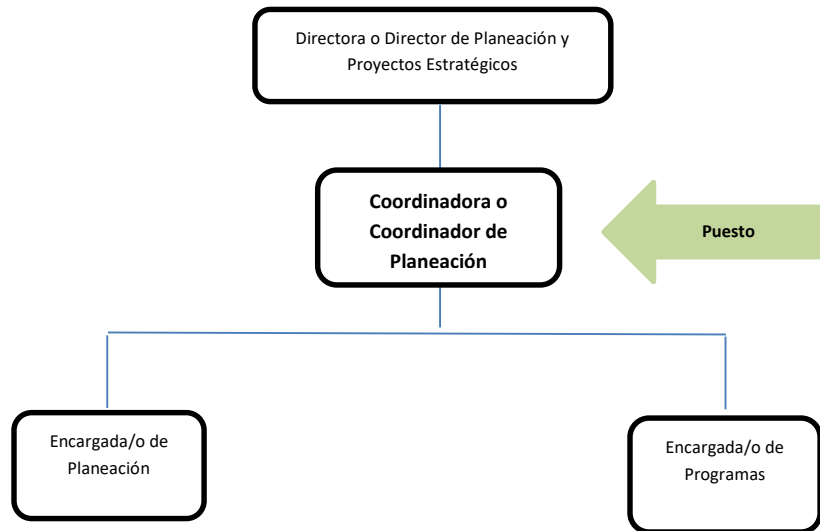 Directora o Director de Planeación y
Proyectos Estratégicos
Coordinadora o
Coordinador de
Planeación
Puesto
Encargada/o de
Planeación
Encargada/o de
Programas